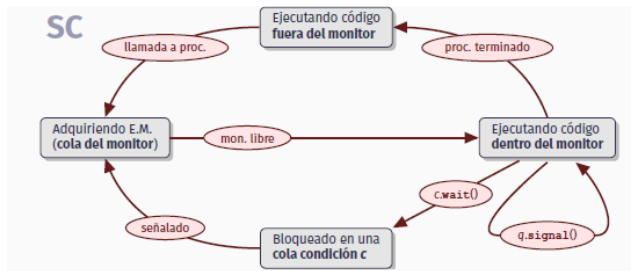 SC
Ejecutando código
fuera del monitor
llamada a proc.
proc. terminado
Adquiriendo E.M.
(cola del monitor)
mon. libre
Ejecutando código
dentro del monitor
c.wait()
señalado
q.signal()
Bloqueado en una
cola condición c